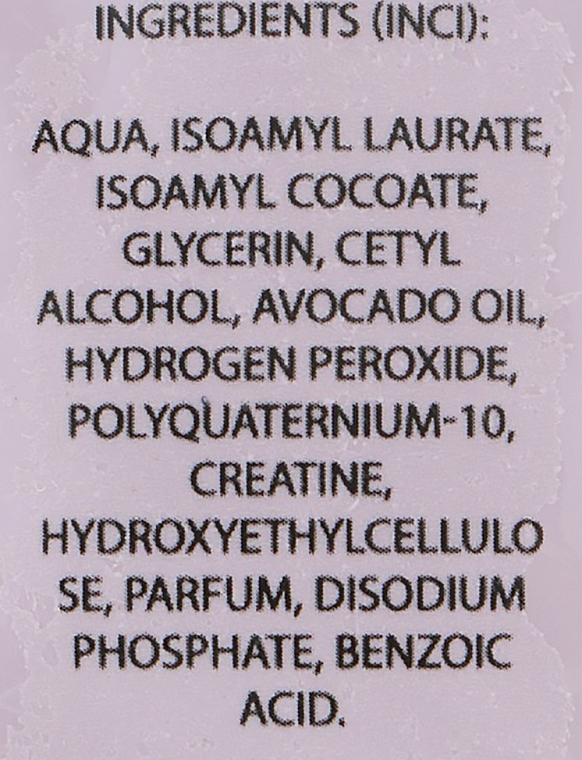 INGREDIENTS (INCI):
AQUA, ISOAMYL LAURATE,
ISOAMYL COCOATE,
GLYCERIN, CETYL
ALCOHOL, AVOCADO OIL,
HYDROGEN PEROXIDE,
POLYQUATERNIUM-10,
CREATINE,
HYDROXYETHYLCELLULO
SE, PARFUM, DISODIUM
PHOSPHATE, BENZOIC
ACID.